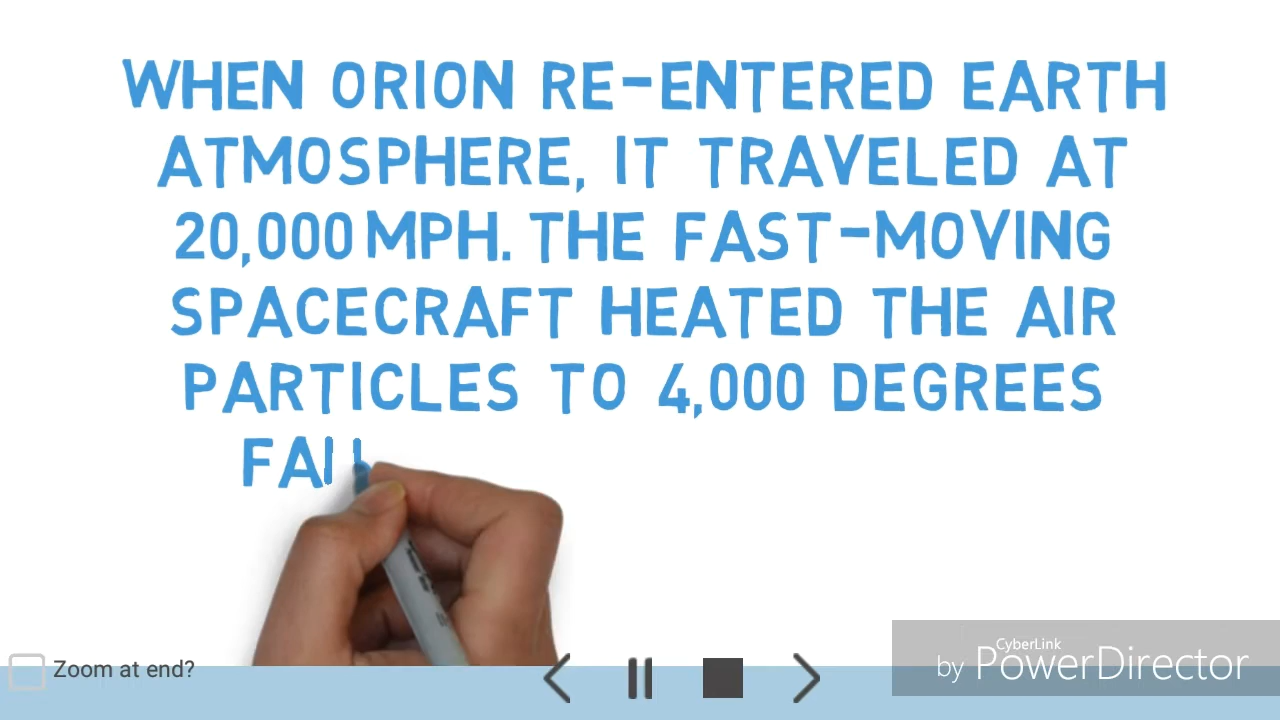 WHEN ORION RE-ENTERED EARTH
ATMOSPHERE, IT TRAVELED AT
20,000 MPH. THE FAST-MOVING
SPACECRAFT HEATED THE AIR
PARTICLES TO 4,000 DEGREES
Zoom at end?
CyberLink
by PowerDirector